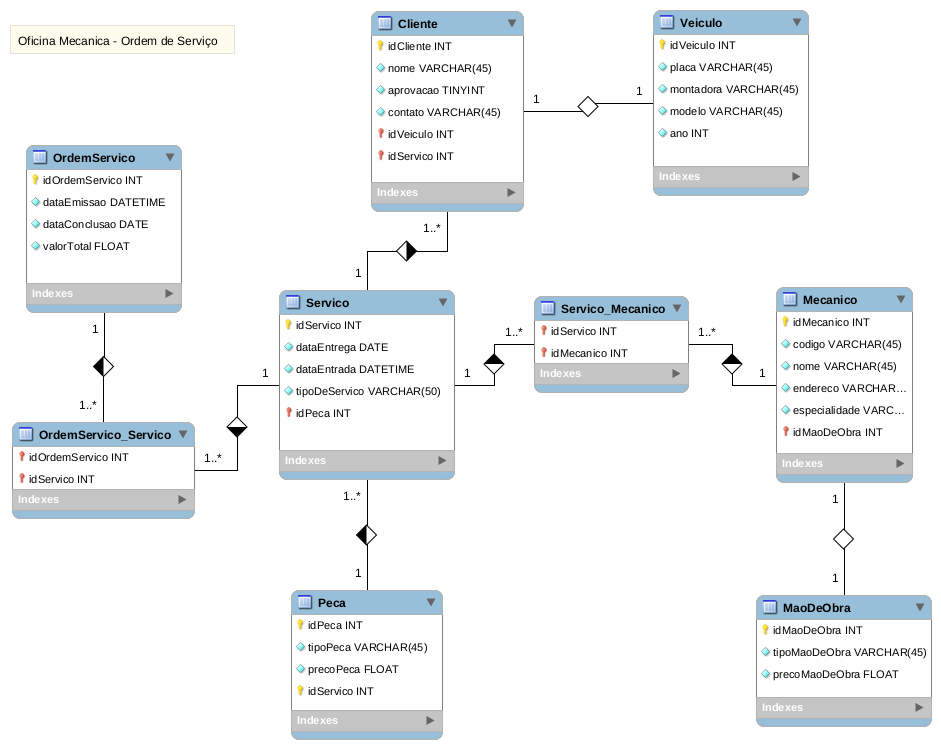 Oficina Mecanica - Ordem de Serviço
Cliente
idCliente INT
nome VARCHAR(45)
aprovacao TINYINT
contato VARCHAR(45)
idVeiculo INT
idServico INT
Indexes
1
1
Veiculo
idVeiculo INT
placa VARCHAR(45)
montadora VARCHAR(45)
modelo VARCHAR(45)
ano INT
Indexes
OrdemServico
idOrdemServico INT
dataEmissao DATETIME
dataConclusao DATE
valorTotal FLOAT
Indexes
1..*
1
Servico
idServico INT
dataEntrega DATE
dataEntrada DATETIME
tipoDeServico VARCHAR(50)
idPeca INT
Indexes
1
1..*
Servico_Mecanico
idServico INT
idMecanico INT
Indexes
1..*
1
Mecanico
idMecanico INT
codigo VARCHAR(45)
nome VARCHAR(45)
endereco VARCHAR...
especialidade VARC...
idMaoDeObra INT
Indexes
1
1..*
OrdemServico_Servico
idOrdemServico INT
idServico INT
Indexes
1..*
1
1..*
1
Peca
idPeca INT
tipoPeca VARCHAR(45)
precoPeca FLOAT
idServico INT
Indexes
1
1
MaoDeObra
idMaoDeObra INT
tipoMaoDeObra VARCHAR(45)
precoMaoDeObra FLOAT
Indexes